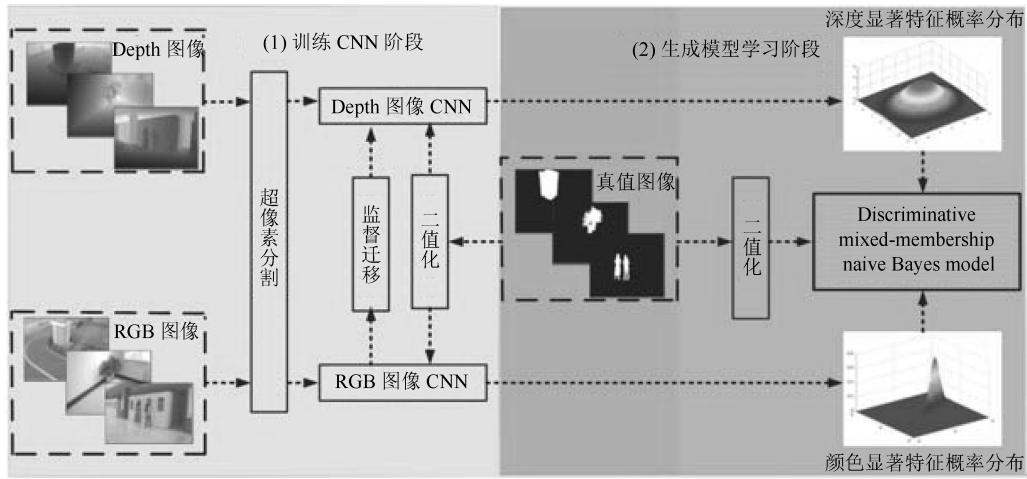 深度显著特征概率分布
(1) 训练 CNN 阶段
(2) 生成模型学习阶段
Depth 图像
Depth 图像 CNN
超像素分割
监督迁移
二值化
真值图像
二值化
Discriminative
mixed-membership
naive Bayes model
RGB 图像
RGB 图像 CNN
颜色显著特征概率分布